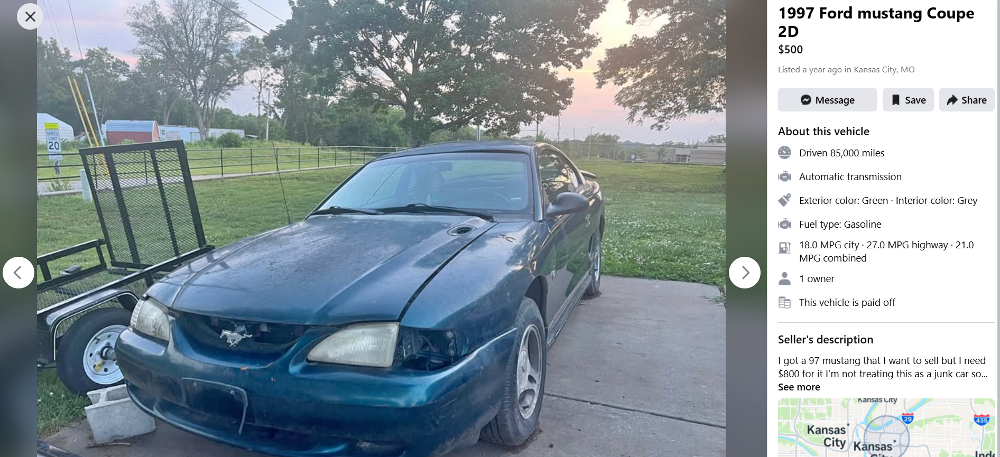 1997 Ford mustang Coupe
2D
$500
Listed a year ago in Kansas City, MO
Message
Save
Share
About this vehicle
Driven 85,000 miles
Automatic transmission
Exterior color: Green · Interior color: Grey
Fuel type: Gasoline
18.0 MPG city · 27.0 MPG highway · 21.0
MPG combined
1 owner
This vehicle is paid off
Seller's description
I got a 97 mustang that I want to sell but I need
$800 for it I’m not treating this as a junk car so...
See more
Kansas City
29
435
Kansas
City
Kansas
SCHOOL
SPEED
LIMIT
20